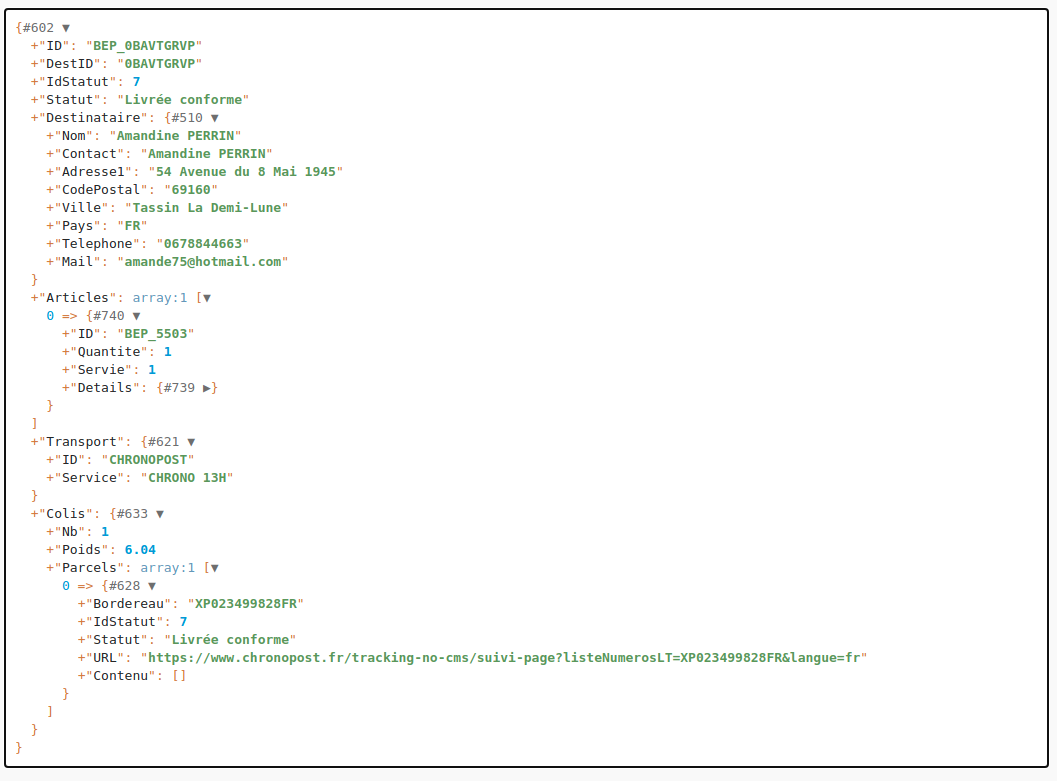 {#602 ▼
+"ID": "BEP_0BAVTGRVP"
+"DestID": "0BAVTGRVP"
+"IdStatut": 7
+"Statut": "Livrée conforme"
+"Destinataire": {#510 ▼
+"Nom": "Amandine PERRIN"
+"Contact": "Amandine PERRIN"
+"Adresse1": "54 Avenue du 8 Mai 1945"
+"CodePostal": "69160"
+"Ville": "Tassin La Demi-Lune"
+"Pays": "FR"
+"Telephone": "0678844663"
+"Mail": "amande75@hotmail.com"
}
+"Articles": array:1 [▼
0 => {#740 ▼
+"ID": "BEP_5503"
+"Quantite": 1
+"Servie": 1
+"Details": {#739 ▶}
}
]
+"Transport": {#621 ▼
+"ID": "CHRONOPOST"
+"Service": "CHRONO 13H"
}
+"Colis": {#633 ▼
+"Nb": 1
+"Poids": 6.04
+"Parcels": array:1 [▼
0 => {#628 ▼
+"Bordereau": "XP023499828FR"
+"IdStatut": 7
+"Statut": "Livrée conforme"
+"URL": "https://www.chronopost.fr/tracking-no-cms/suivi-page?listeNumerosLT=XP023499828FR&langue=fr"
+"Contenu": []
}
]
}
}